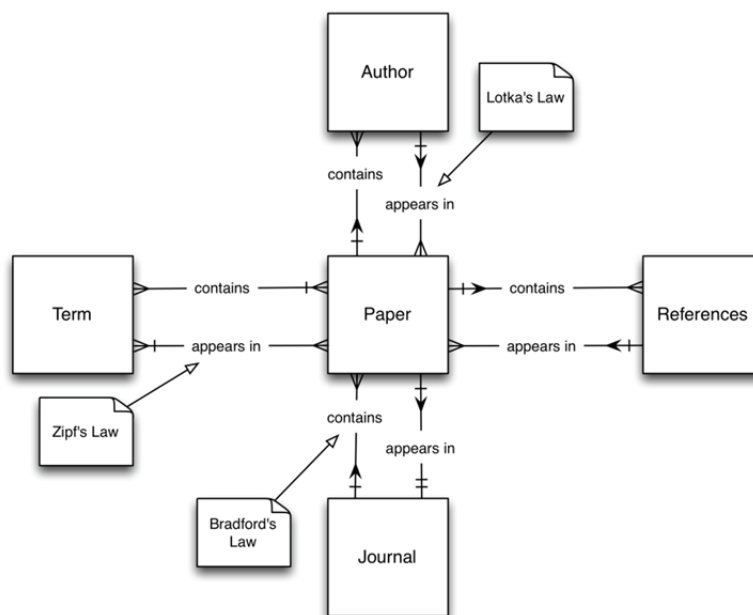 Author
Lotka's Law
contains
appears in
Term
contains
appears in
Paper
contains
appears in
References
Zipf's Law
contains
appears in
Bradford's
Law
Journal